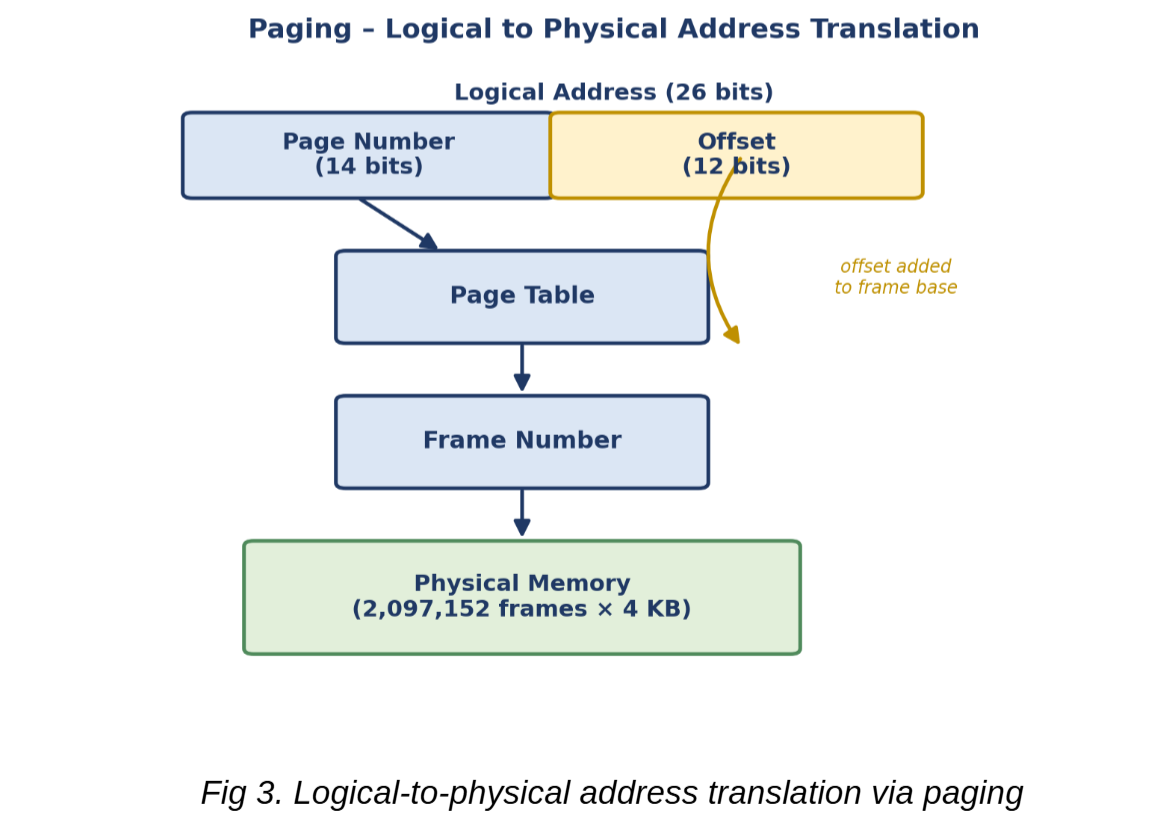 Paging – Logical to Physical Address Translation
Logical Address (26 bits)
Page Number
(14 bits)
Offset
(12 bits)
Page Table
offset added
to frame base
Frame Number
Physical Memory
(2,097,152 frames × 4 KB)
Fig 3. Logical-to-physical address translation via paging